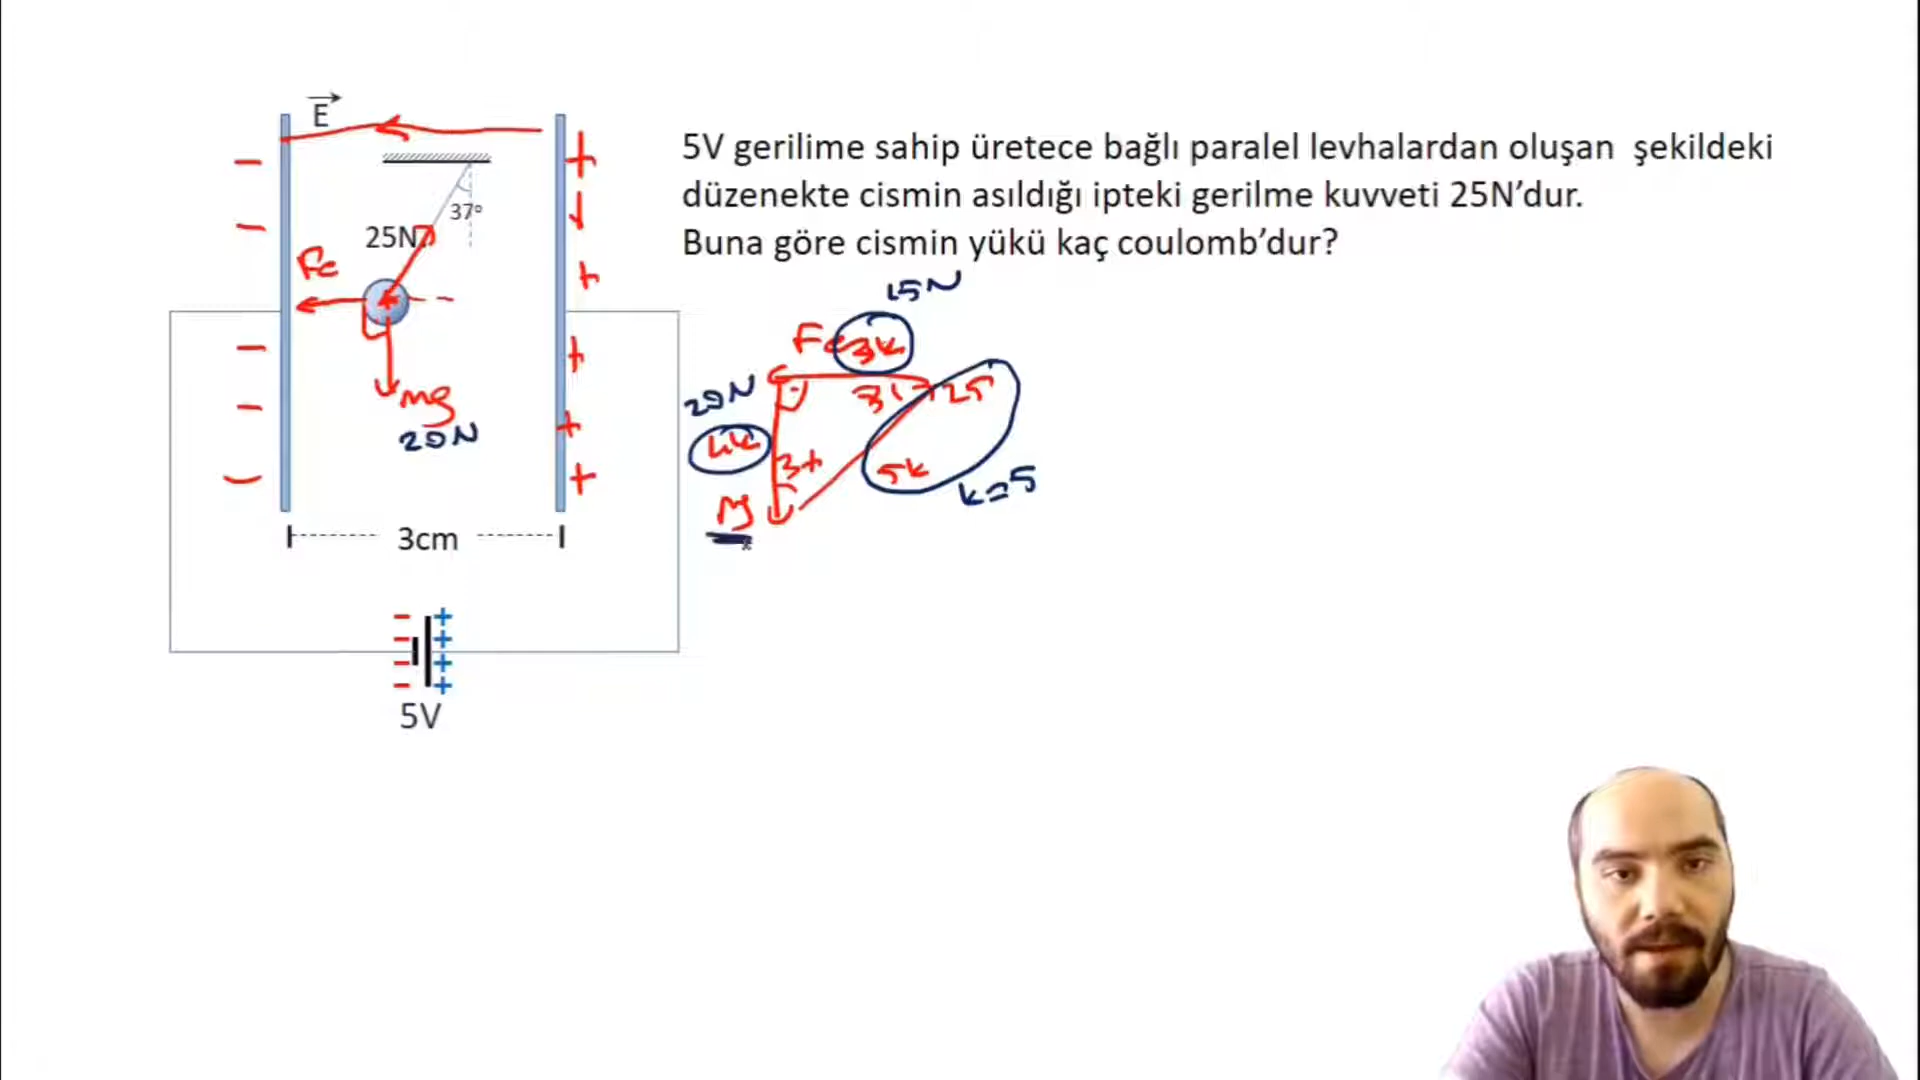 E
5V gerilime sahip üretece bağlı paralel levhalardan oluşan şekildeki
düzenekte cismin asıldığı ipteki gerilme kuvveti 25N'dur.
Buna göre cismin yükü kaç coulomb'dur?
37°
25N
Fe
mg
20N
15N
Fe 3k
20N
25
4k
5k
k=5
Mg
3cm
5V